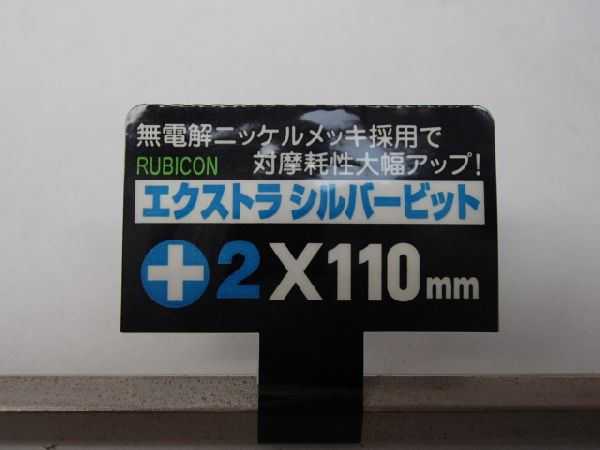 無電解ニッケルメッキ採用で
RUBICON 対摩耗性大幅アップ!
エクストラシルバービット
+2X110mm